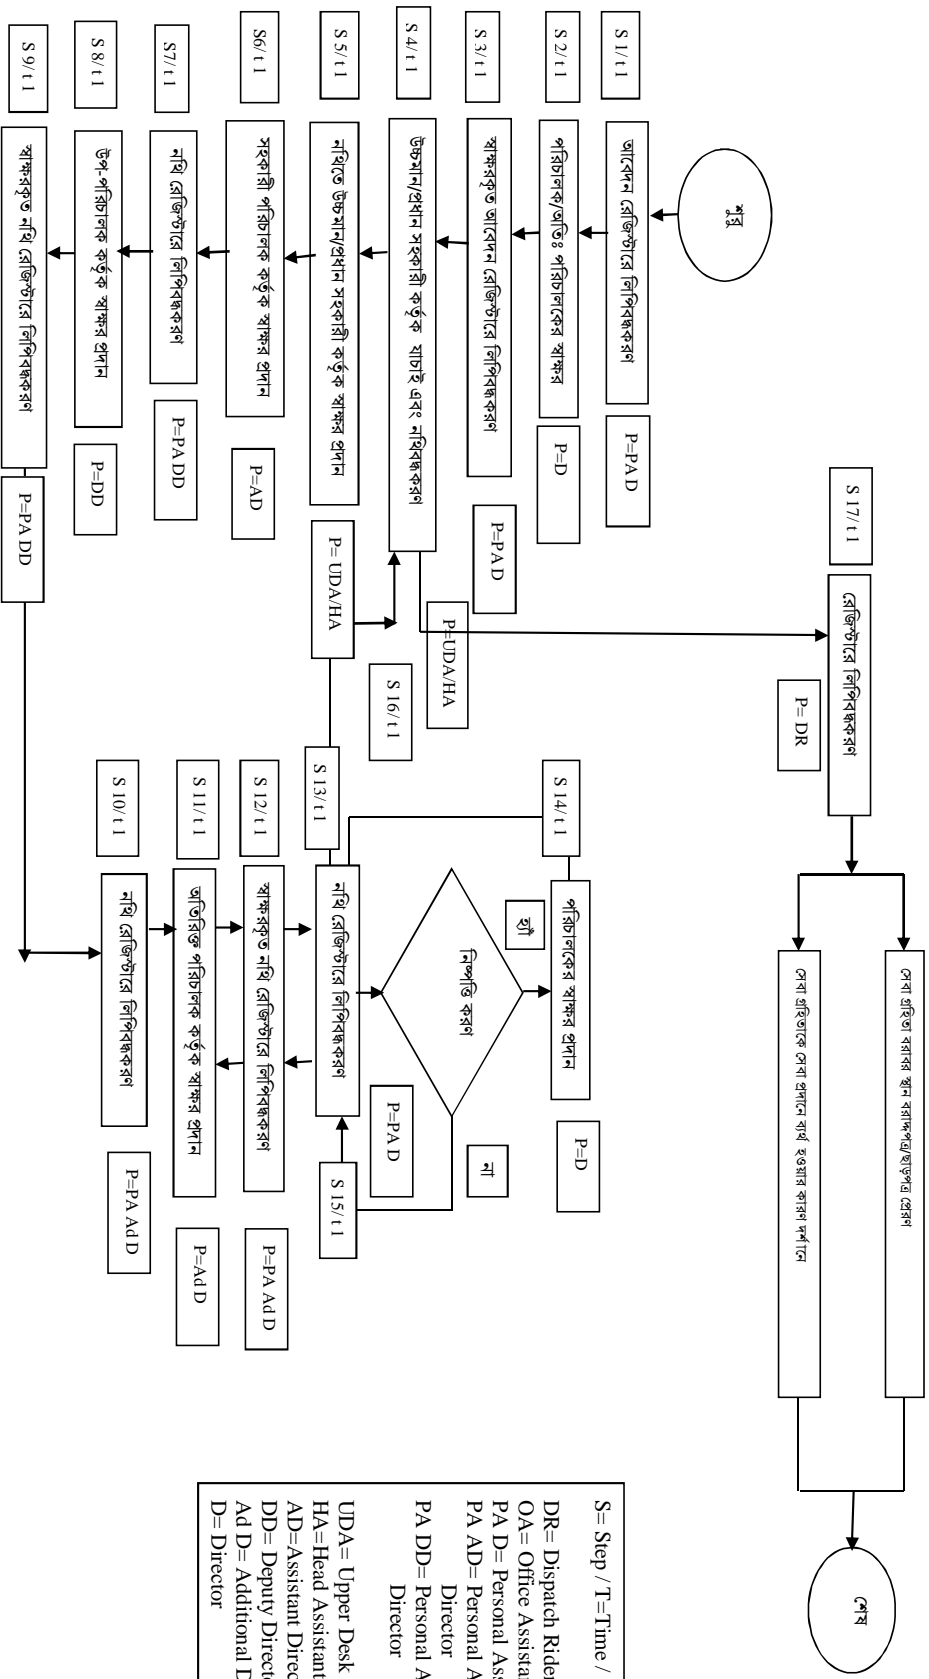 শুরু
S 1/ t 1
আবেদন রেজিস্টারে লিপিবদ্ধকরণ
P=PA D
S 2/ t 1
পরিচালক/অতিঃ পরিচালকের স্বাক্ষর
P=D
S 3/ t 1
স্বাক্ষরকৃত আবেদন রেজিস্টারে লিপিবদ্ধকরণ
P=PA D
S 4/ t 1
উচ্চমান/প্রধান সহকারী কর্তৃক যাচাই এবং নথিবদ্ধকরণ
P=UDA/HA
S 5/ t 1
নথিতে উচ্চমান/প্রধান সহকারী কর্তৃক স্বাক্ষর প্রদান
P= UDA/HA
S6/ t 1
সহকারী পরিচালক কর্তৃক স্বাক্ষর প্রদান
P=AD
S7/ t 1
নথি রেজিস্টারে লিপিবদ্ধকরণ
P=PA DD
S 8/ t 1
উপ-পরিচালক কর্তৃক স্বাক্ষর প্রদান
P=DD
S 9/ t 1
স্বাক্ষরকৃত নথি রেজিস্টারে লিপিবদ্ধকরণ
P=PA DD
S 10/ t 1
নথি রেজিস্টারে লিপিবদ্ধকরণ
P=PA Ad D
S 11/ t 1
অতিরিক্ত পরিচালক কর্তৃক স্বাক্ষর প্রদান
P=Ad D
S 12/ t 1
স্বাক্ষরকৃত নথি রেজিস্টারে লিপিবদ্ধকরণ
P=PA Ad D
S 13/ t 1
নথি রেজিস্টারে লিপিবদ্ধকরণ
P=PA D
নিষ্পত্তি করণ
হ্যাঁ
না
S 14/ t 1
পরিচালকের স্বাক্ষর প্রদান
P=D
S 15/ t 1
S 16/ t 1
S 17/ t 1
রেজিস্টারে লিপিবদ্ধকরণ
P= DR
সেবা গ্রহিতা বরাবর স্থান বরাদ্দপত্র/ছাড়পত্র প্রেরণ
সেবা গ্রহিতাকে সেবা প্রদানে ব্যর্থ হওয়ার কারণ দর্শানে
শেষ
S= Step / T=Time /
DR= Dispatch Rider
OA= Office Assista
PA D= Personal Ass
PA AD= Personal A
Director
PA DD= Personal A
Director
UDA= Upper Desk
HA=Head Assistant
AD=Assistant Direc
DD= Deputy Direct
Ad D= Additional D
D= Director